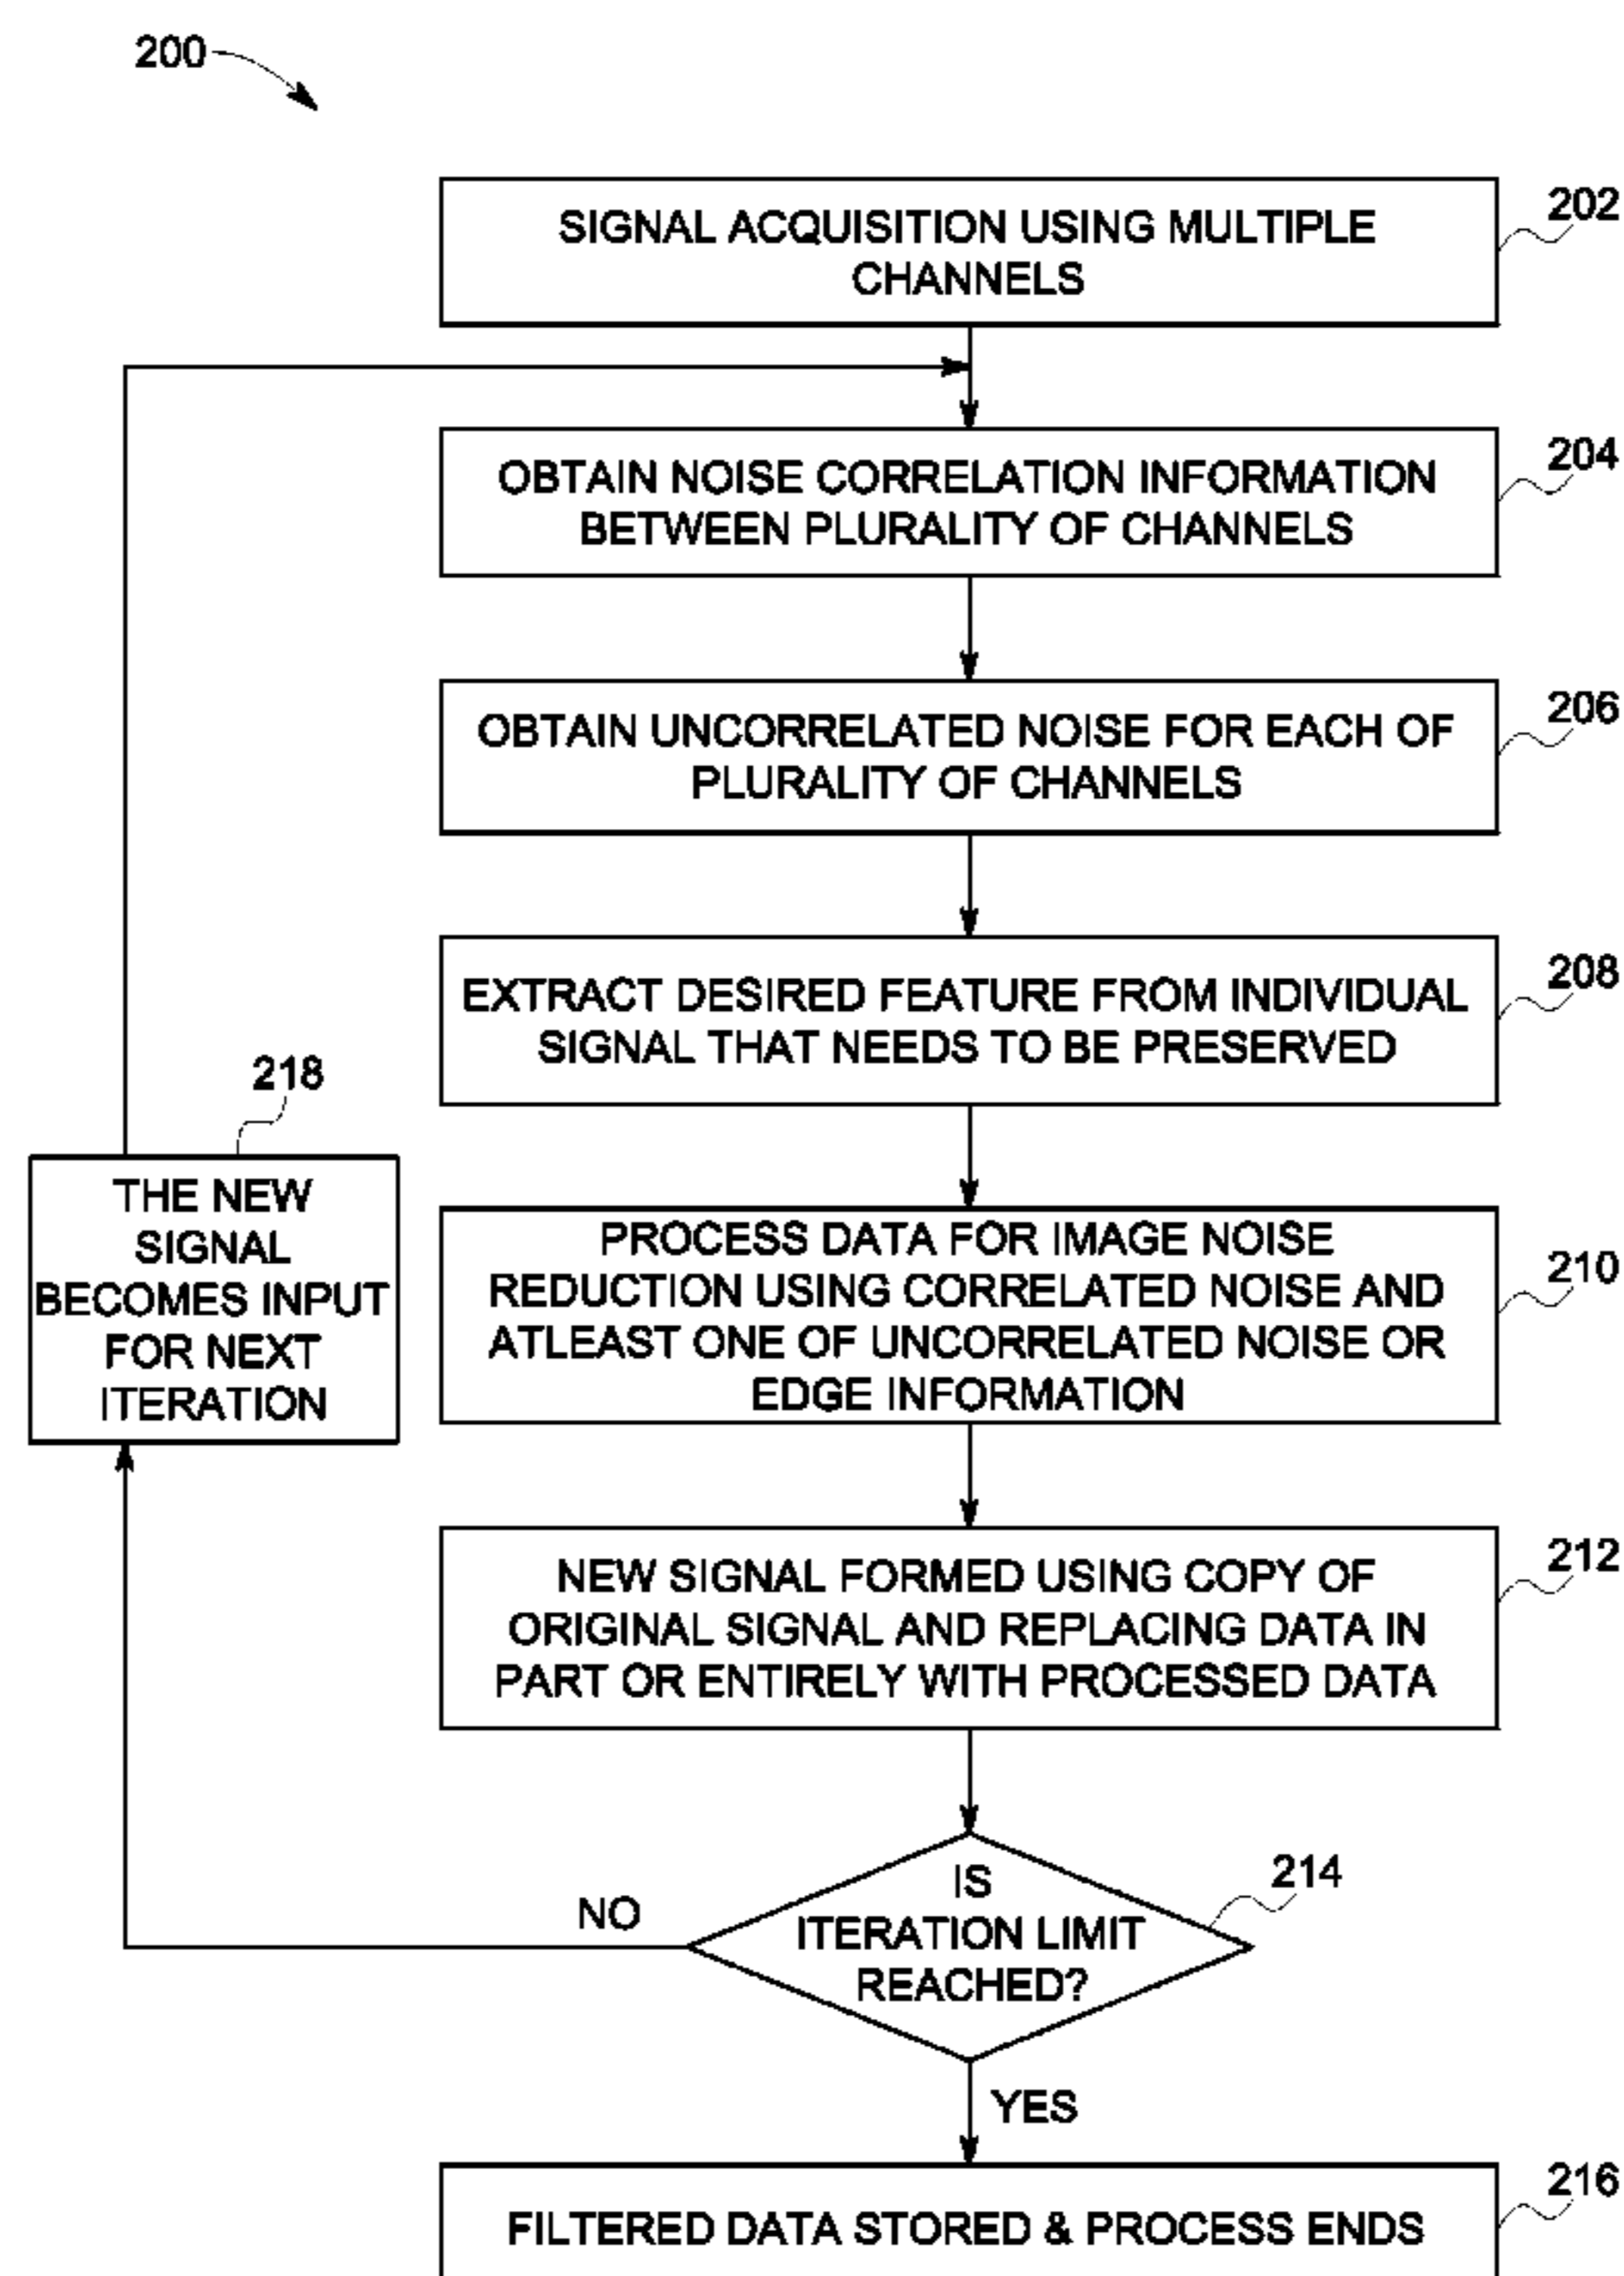 200
SIGNAL ACQUISITION USING MULTIPLE
CHANNELS
202
OBTAIN NOISE CORRELATION INFORMATION
BETWEEN PLURALITY OF CHANNELS
204
OBTAIN UNCORRELATED NOISE FOR EACH OF
PLURALITY OF CHANNELS
206
EXTRACT DESIRED FEATURE FROM INDIVIDUAL
SIGNAL THAT NEEDS TO BE PRESERVED
208
218
THE NEW
SIGNAL
BECOMES INPUT
FOR NEXT
ITERATION
PROCESS DATA FOR IMAGE NOISE
REDUCTION USING CORRELATED NOISE AND
ATLEAST ONE OF UNCORRELATED NOISE OR
EDGE INFORMATION
210
NEW SIGNAL FORMED USING COPY OF
ORIGINAL SIGNAL AND REPLACING DATA IN
PART OR ENTIRELY WITH PROCESSED DATA
212
IS
ITERATION LIMIT
REACHED?
214
NO
YES
FILTERED DATA STORED & PROCESS ENDS
216